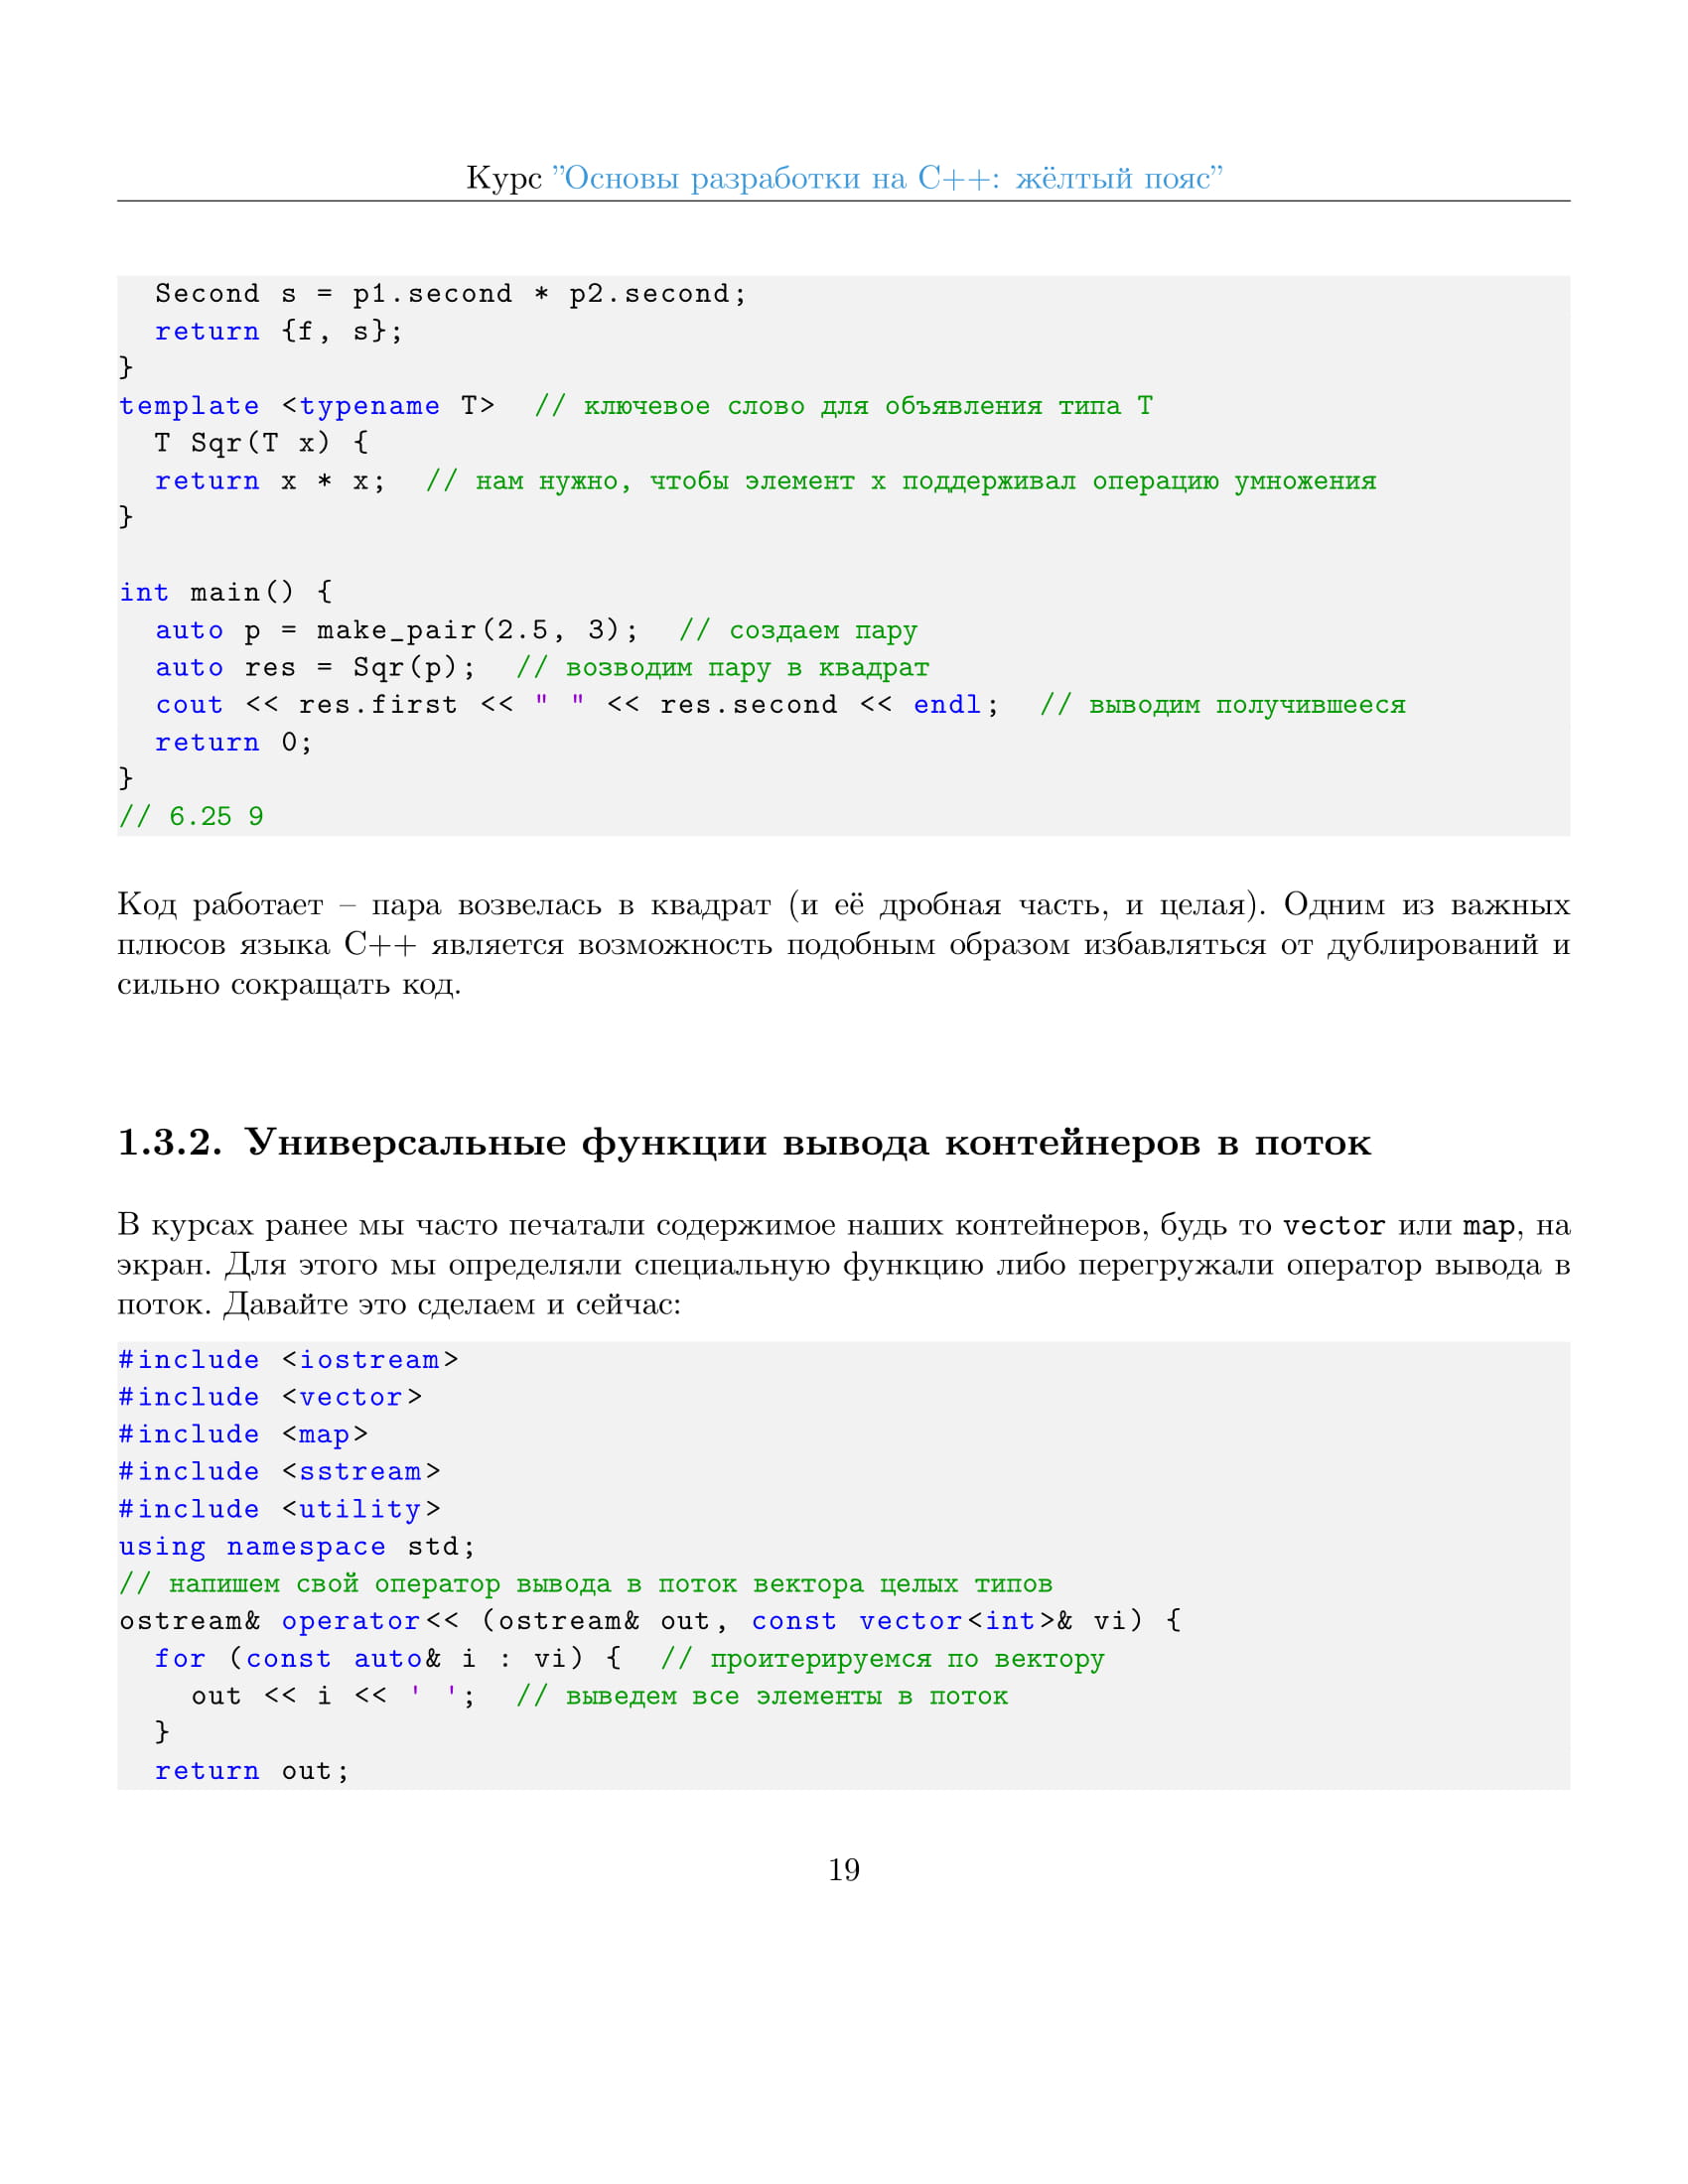 Курс ”Основы разработки на C++: жёлтый пояс”
  Second s = p1.second * p2.second;
  return {f, s};
}
template <typename T>  // ключевое слово для объявления типа T
  T Sqr(T x) {
  return x * x;  // нам нужно, чтобы элемент x поддерживал операцию умножения
}

int main() {
  auto p = make_pair(2.5, 3);  // создаем пару
  auto res = Sqr(p);  // возводим пару в квадрат
  cout << res.first << " " << res.second << endl;  // выводим получившееся
  return 0;
}
// 6.25 9
Код работает – пара возвелась в квадрат (и её дробная часть, и целая). Одним из важных
плюсов языка C++ является возможность подобным образом избавляться от дублирований и
сильно сокращать код.
1.3.2. Универсальные функции вывода контейнеров в поток
В курсах ранее мы часто печатали содержимое наших контейнеров, будь то vector или map, на
экран. Для этого мы определяли специальную функцию либо перегружали оператор вывода в
поток. Давайте это сделаем и сейчас:
#include <iostream>
#include <vector>
#include <map>
#include <sstream>
#include <utility>
using namespace std;
// напишем свой оператор вывода в поток вектора целых типов
ostream& operator<< (ostream& out, const vector<int>& vi) {
  for (const auto& i : vi) {  // проитерируемся по вектору
    out << i << ' ';  // выведем все элементы в поток
  }
  return out;
19